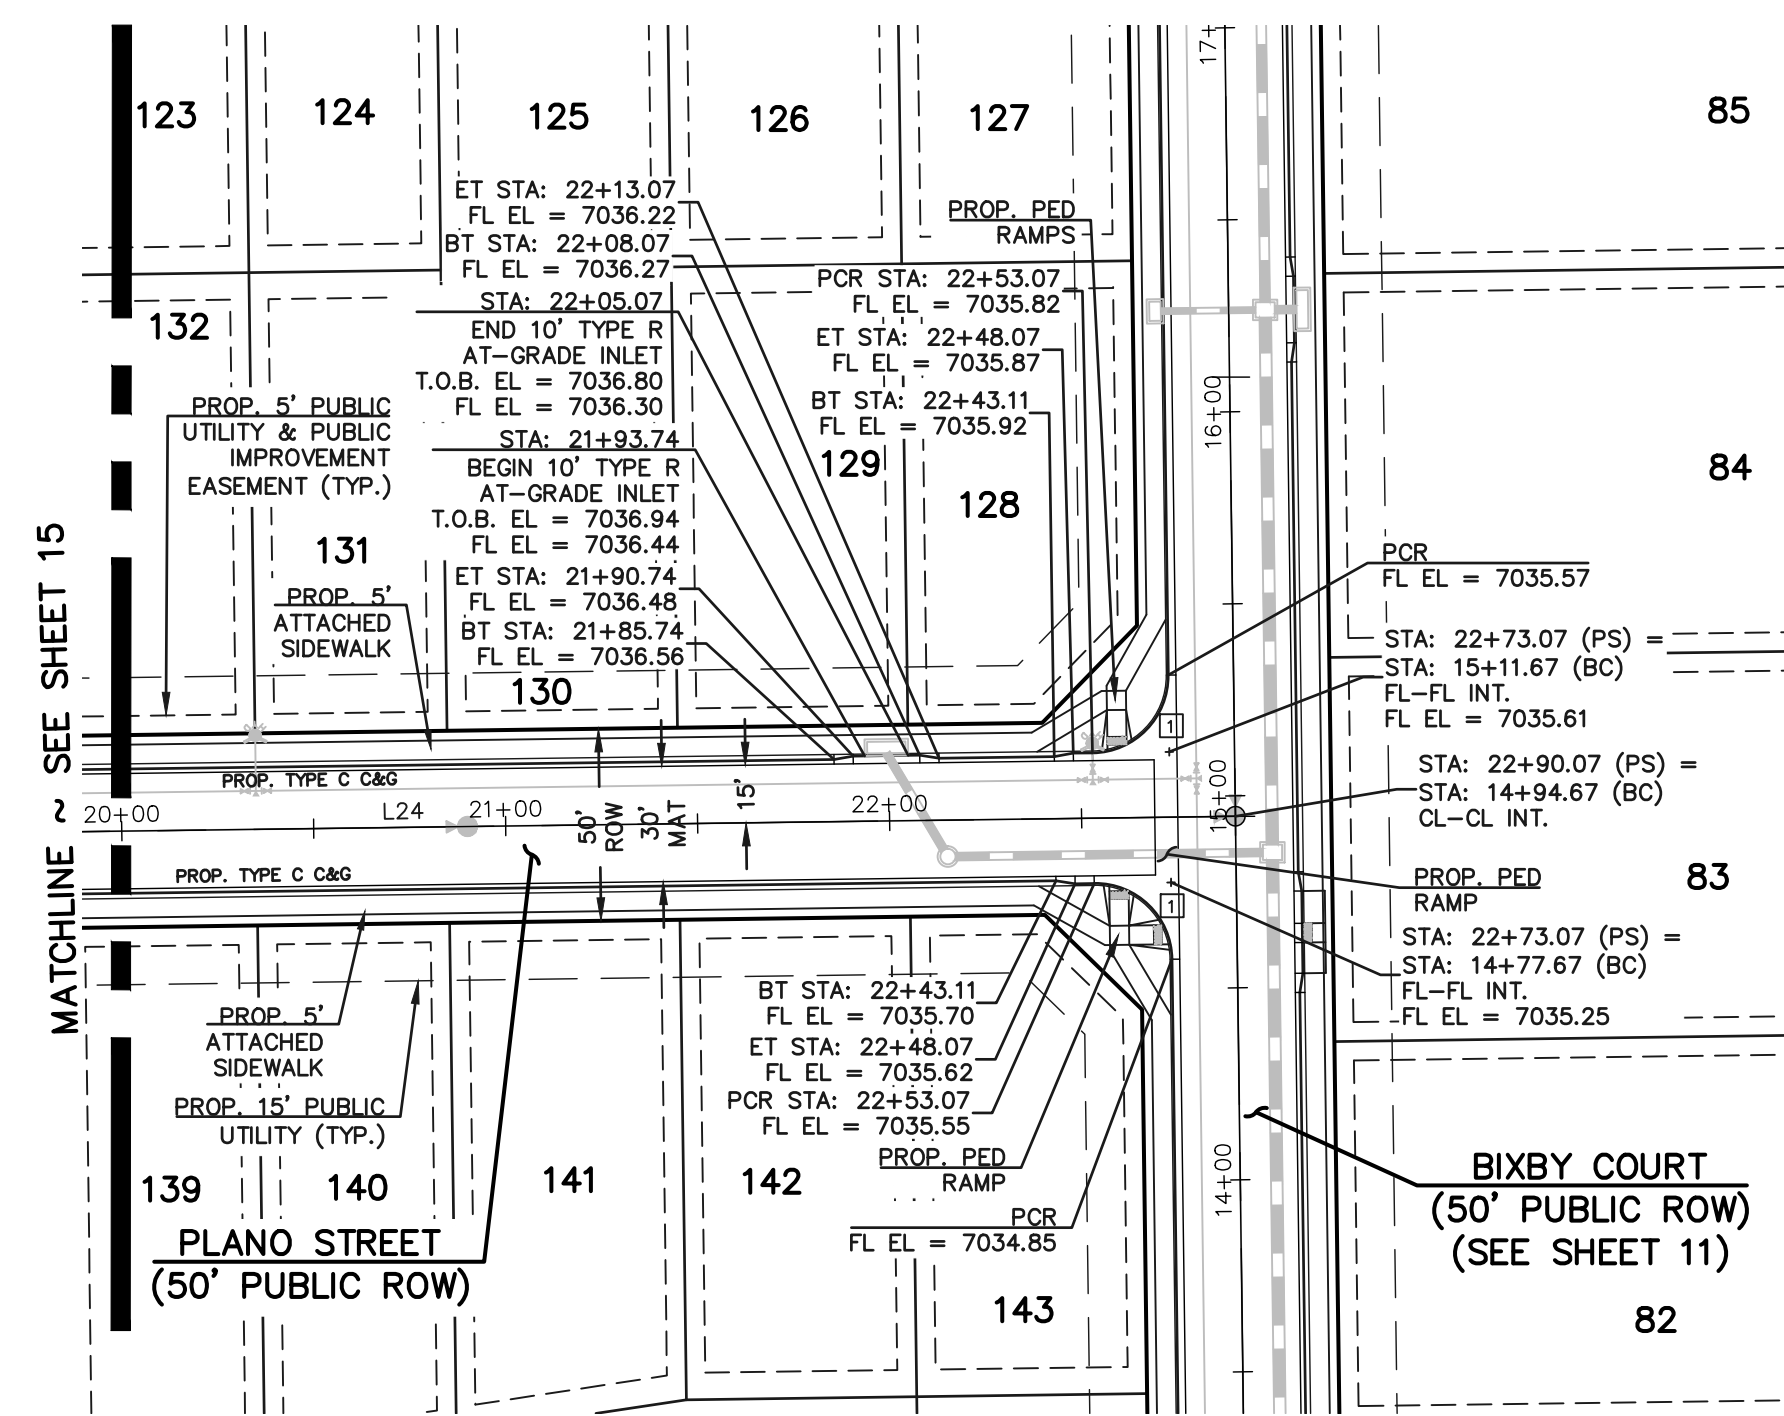 123
124
125
126
127
85
17+
ET STA: 22+13.07
FL EL = 7036.22
BT STA: 22+08.07
FL EL = 7036.27
STA: 22+05.07
END 10' TYPE R
AT-GRADE INLET
T.O.B. EL = 7036.80
FL EL = 7036.30
STA: 21+93.74
BEGIN 10' TYPE R
AT-GRADE INLET
T.O.B. EL = 7036.94
FL EL = 7036.44
ET STA: 21+90.74
FL EL = 7036.48
BT STA: 21+85.74
FL EL = 7036.56
PROP. PED
RAMPS
PCR STA: 22+53.07
FL EL = 7035.82
ET STA: 22+48.07
FL EL = 7035.87
BT STA: 22+43.11
FL EL = 7035.92
132
PROP. 5' PUBLIC
UTILITY & PUBLIC
IMPROVEMENT
EASEMENT (TYP.)
131
129
128
130
16+00
84
PROP. 5'
ATTACHED
SIDEWALK
MATCHLINE ~ SEE SHEET 15
PCR
FL EL = 7035.57
STA: 22+73.07 (PS) =
STA: 15+11.67 (BC)
FL-FL INT.
FL EL = 7035.61
1
PROP. TYPE C C&G
20+00
L24
21+00
50'
ROW
30'
MAT
15'
22+00
15+00
STA: 22+90.07 (PS) =
STA: 14+94.67 (BC)
CL-CL INT.
PROP. TYPE C C&G
PROP. PED
RAMP
83
1
STA: 22+73.07 (PS) =
STA: 14+77.67 (BC)
FL-FL INT.
FL EL = 7035.25
PROP. 5'
ATTACHED
SIDEWALK
PROP. 15' PUBLIC
UTILITY (TYP.)
BT STA: 22+43.11
FL EL = 7035.70
ET STA: 22+48.07
FL EL = 7035.62
PCR STA: 22+53.07
FL EL = 7035.55
PROP. PED
RAMP
PCR
FL EL = 7034.85
139
140
141
142
143
14+00
PLANO STREET
(50' PUBLIC ROW)
BIXBY COURT
(50' PUBLIC ROW)
(SEE SHEET 11)
82